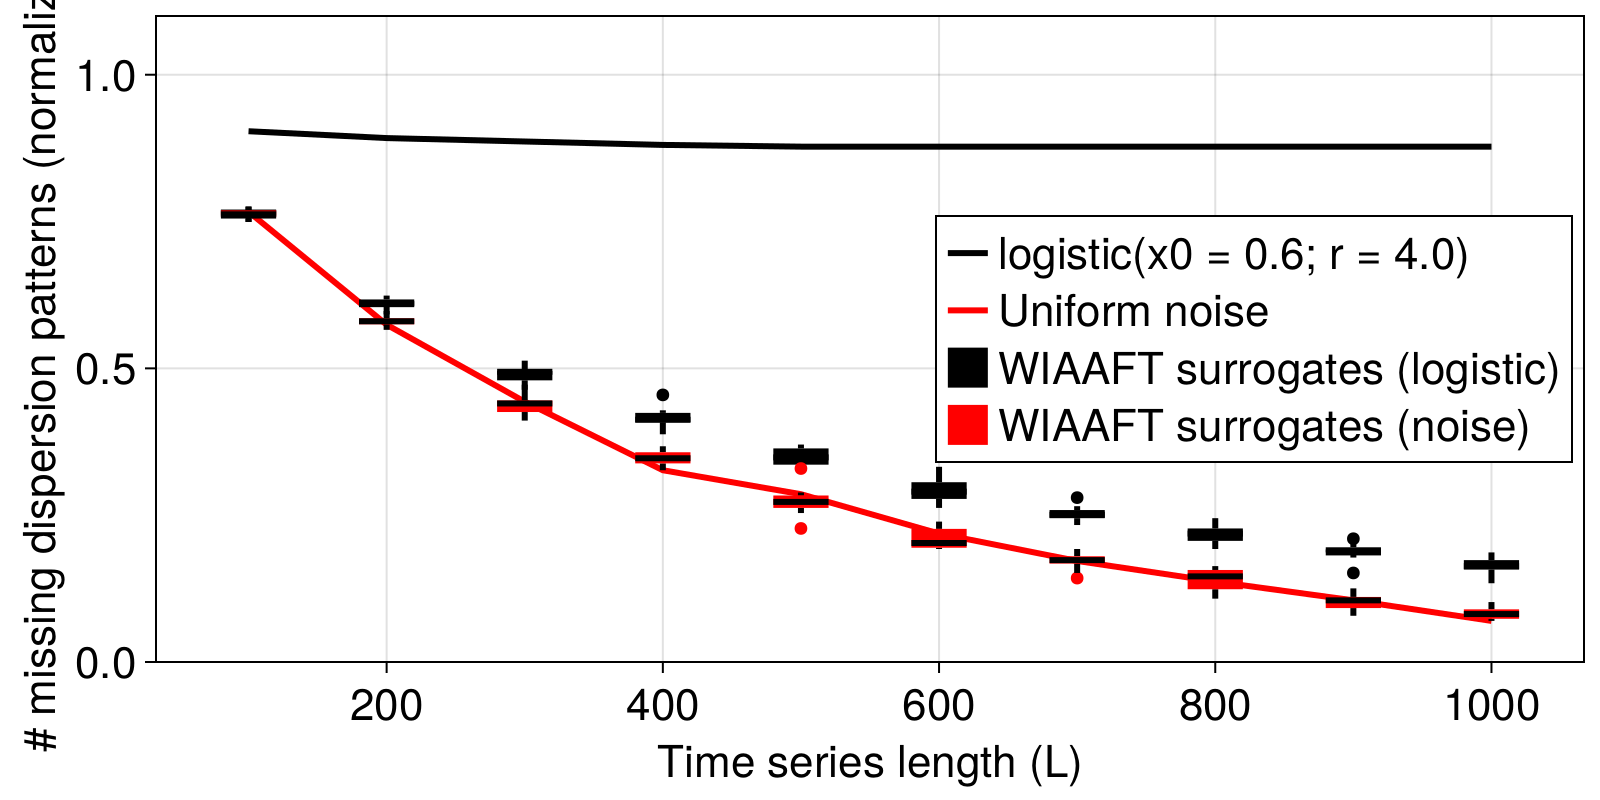 # missing dispersion patterns (normaliz
1.0
0.5
0.0
logistic(x0 = 0.6; r = 4.0)
Uniform noise
WIAAFT surrogates (logistic)
WIAAFT surrogates (noise)
200 400 600 800 1000
Time series length (L)